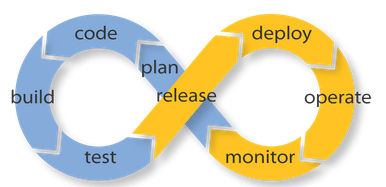 code
deploy
plan
build
release
operate
test
monitor